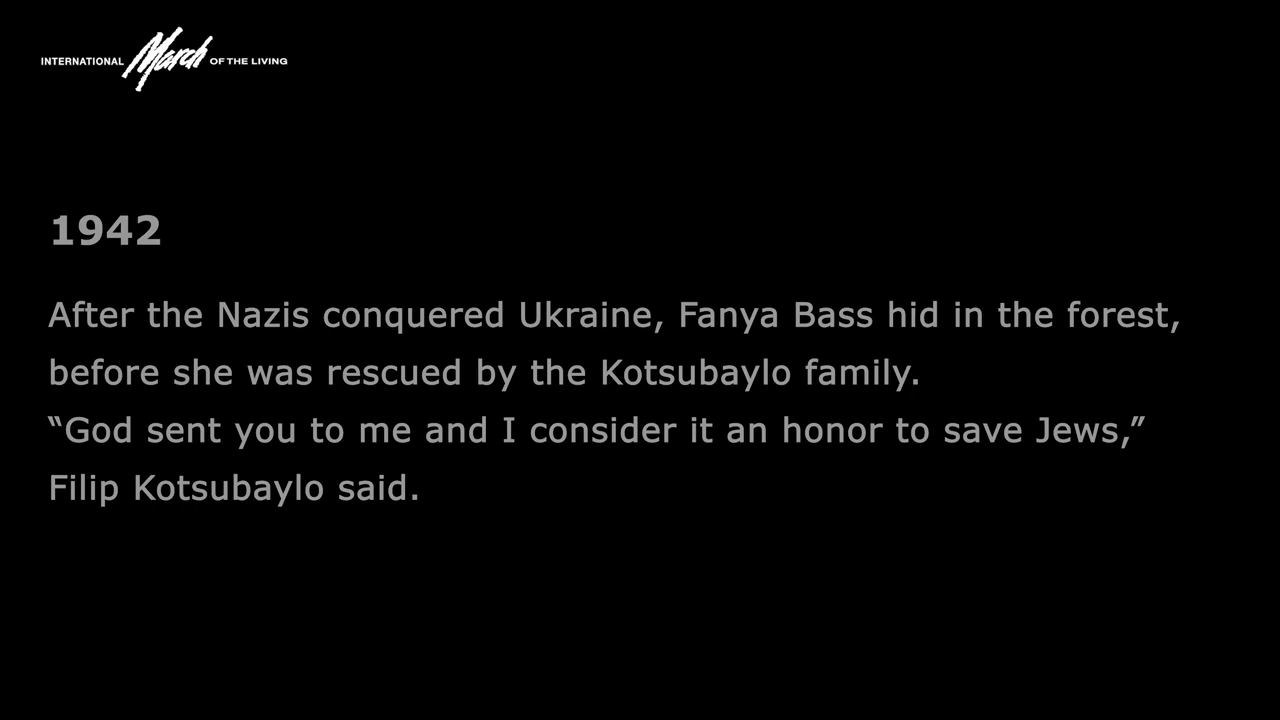 INTERNATIONAL March OF THE LIVING
1942
After the Nazis conquered Ukraine, Fanya Bass hid in the forest,
before she was rescued by the Kotsubaylo family.
“God sent you to me and I consider it an honor to save Jews,”
Filip Kotsubaylo said.